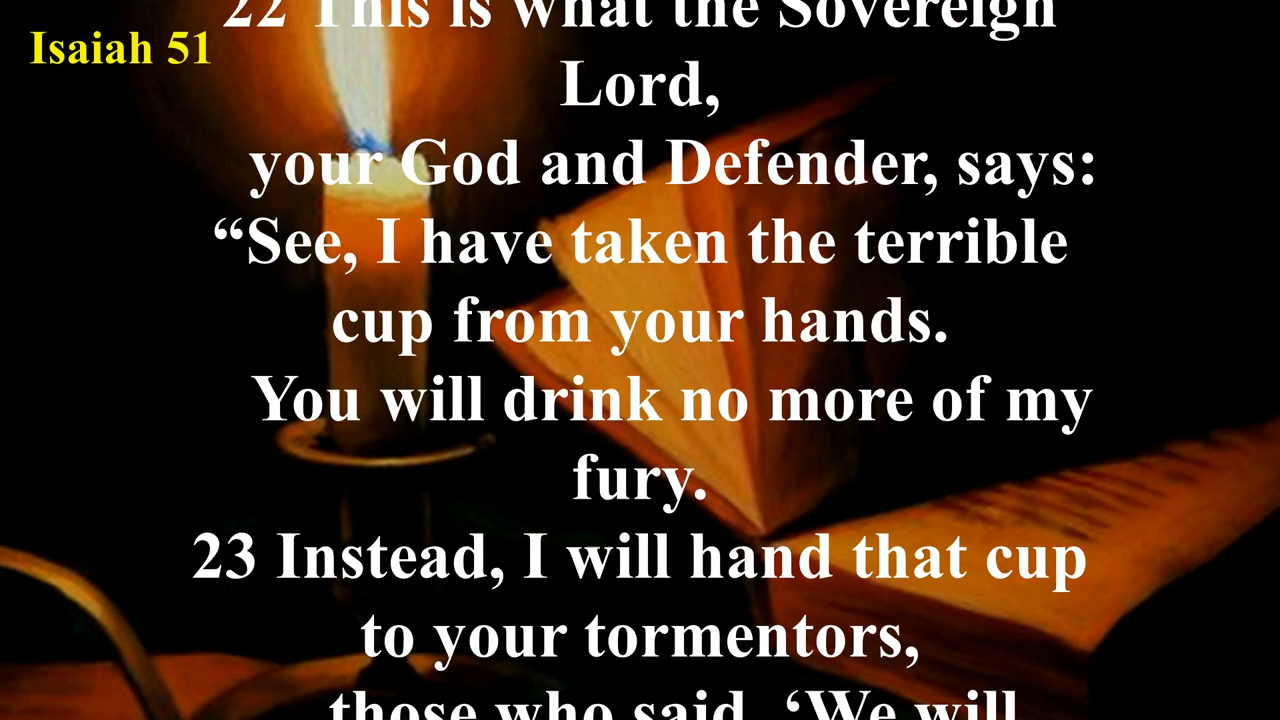 Isaiah 51
22 This is what the Sovereign
Lord,
your God and Defender, says:
“See, I have taken the terrible
cup from your hands.
You will drink no more of my
fury.
23 Instead, I will hand that cup
to your tormentors,
those who said, ‘We will